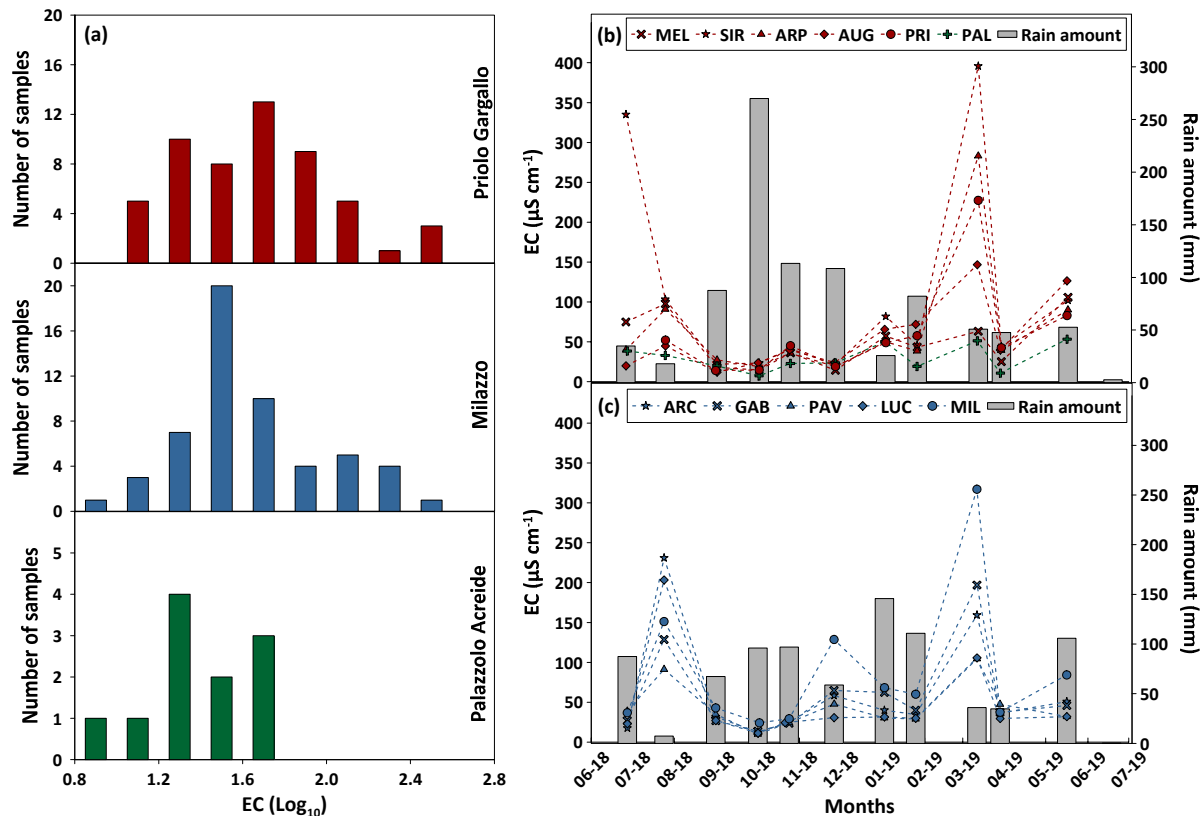 (a)
20
16
12
8
4
0
Number of samples
Priolo Gargallo
20
16
12
8
4
0
Number of samples
Milazzo
5
4
3
2
1
0
Number of samples
Palazzolo Acreide
0.8 1.2 1.6 2.0 2.4 2.8
EC (Log10)
(b)
MEL SIR ARP AUG PRI PAL Rain amount
400
350
300
250
200
150
100
50
0
EC (µS cm-1)
300
250
200
150
100
50
0
Rain amount (mm)
(c)
ARC GAB PAV LUC MIL Rain amount
400
350
300
250
200
150
100
50
0
EC (µS cm-1)
300
250
200
150
100
50
0
Rain amount (mm)
06-18 07-18 08-18 09-18 10-18 11-18 12-18 01-19 02-19 03-19 04-19 05-19 06-19 07-19
Months